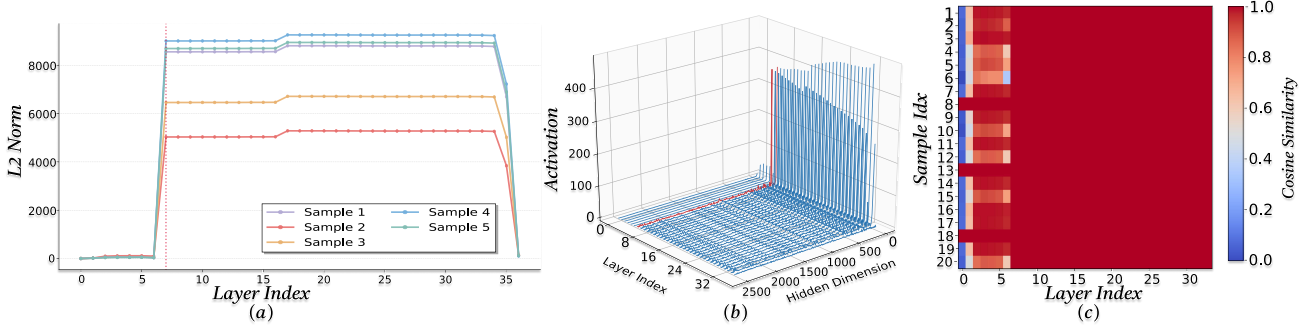 L2 Norm
8000
6000
4000
2000
0
Sample 1
Sample 2
Sample 3
Sample 4
Sample 5
0 5 10 15 20 25 30 35
Layer Index
(a)
Activation
400
300
200
100
0
0 8 16 24 32
Layer Index
2500 2000 1500 1000 500 0
Hidden Dimension
(b)
Sample Idx
1
2
3
4
5
6
7
8
9
10
11
12
13
14
15
16
17
18
19
20
0 5 10 15 20 25 30
Layer Index
(c)
1.0
0.8
0.6
0.4
0.2
0.0
Cosine Similarity